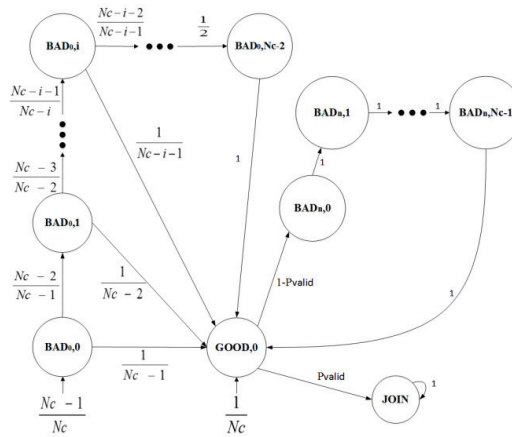 Nc-i-2
Nc-i-1
1
2
BAD₀,i
BAD₀,Nc-2
Nc-i-1
Nc-i
BADₙ,1
1
1
BADₙ,Nc-1
1
Nc-i-1
1
1
Nc-3
Nc-2
BAD₀,1
BADₙ,0
Nc-2
Nc-1
1
Nc-2
1-Pvalid
1
BAD₀,0
1
Nc-1
GOOD,0
Pvalid
JOIN
1
Nc-1
Nc
1
Nc